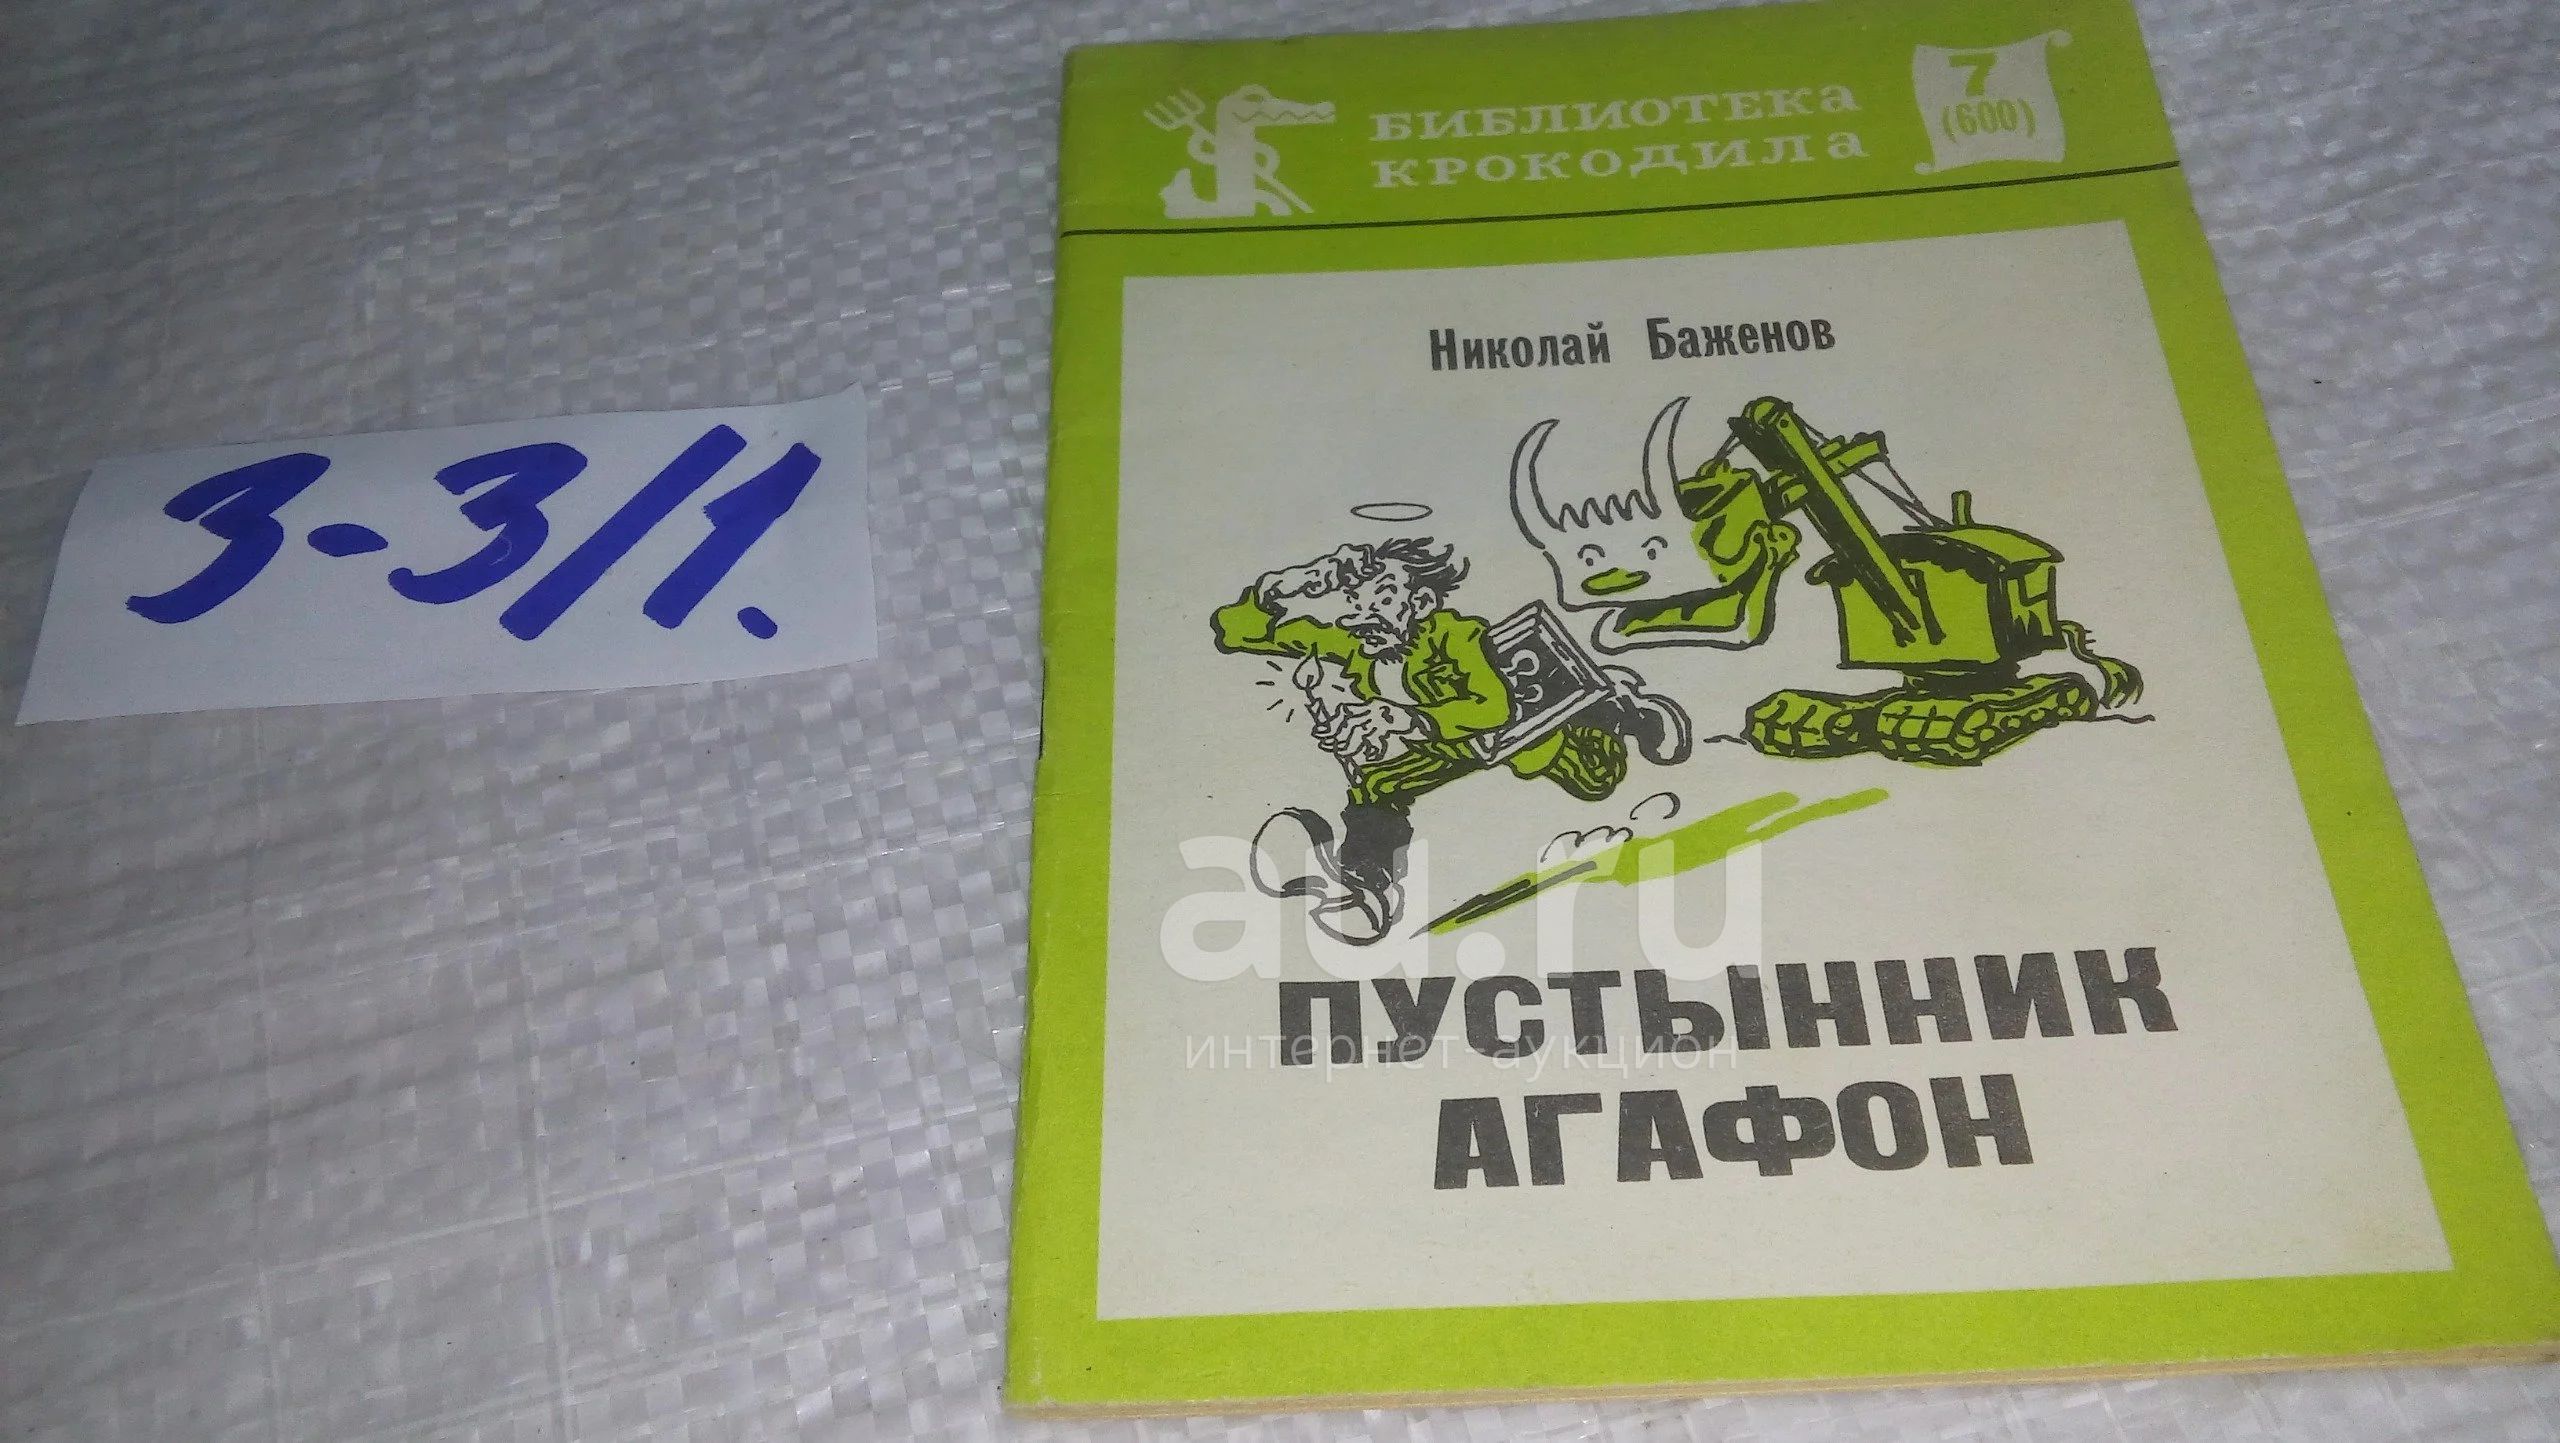 3-3/1.
БИБЛИОТЕКА
КРОКОДИЛА
7
(600)
Николай Баженов
au.ru
ПУСТЫННИК
интернет-аукцион
АГАФОН